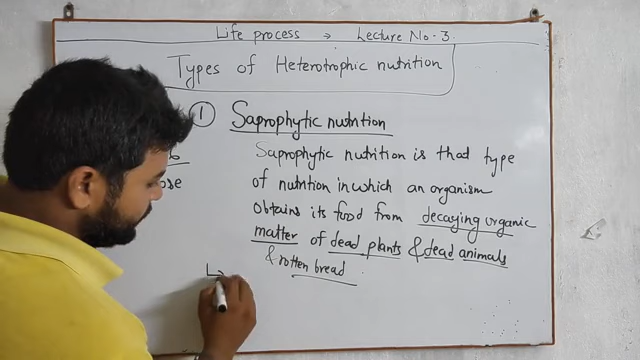 Life process → Lecture No. 3
Types of Heterotrophic nutrition
① Saprophytic nutrition
Saprophytic nutrition is that type
of nutrition in which an organism
obtains its food from decaying organic
matter of dead plants & dead animals
& rotten bread